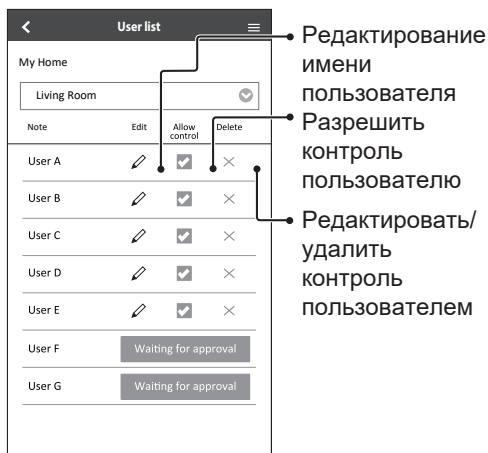 User list
My Home
Living Room
Note Edit Allow control Delete
User A
User B
User C
User D
User E
User F Waiting for approval
User G Waiting for approval
Редактирование
имени
пользователя
Разрешить
контроль
пользователю
Редактировать/
удалить
контроль
пользователем